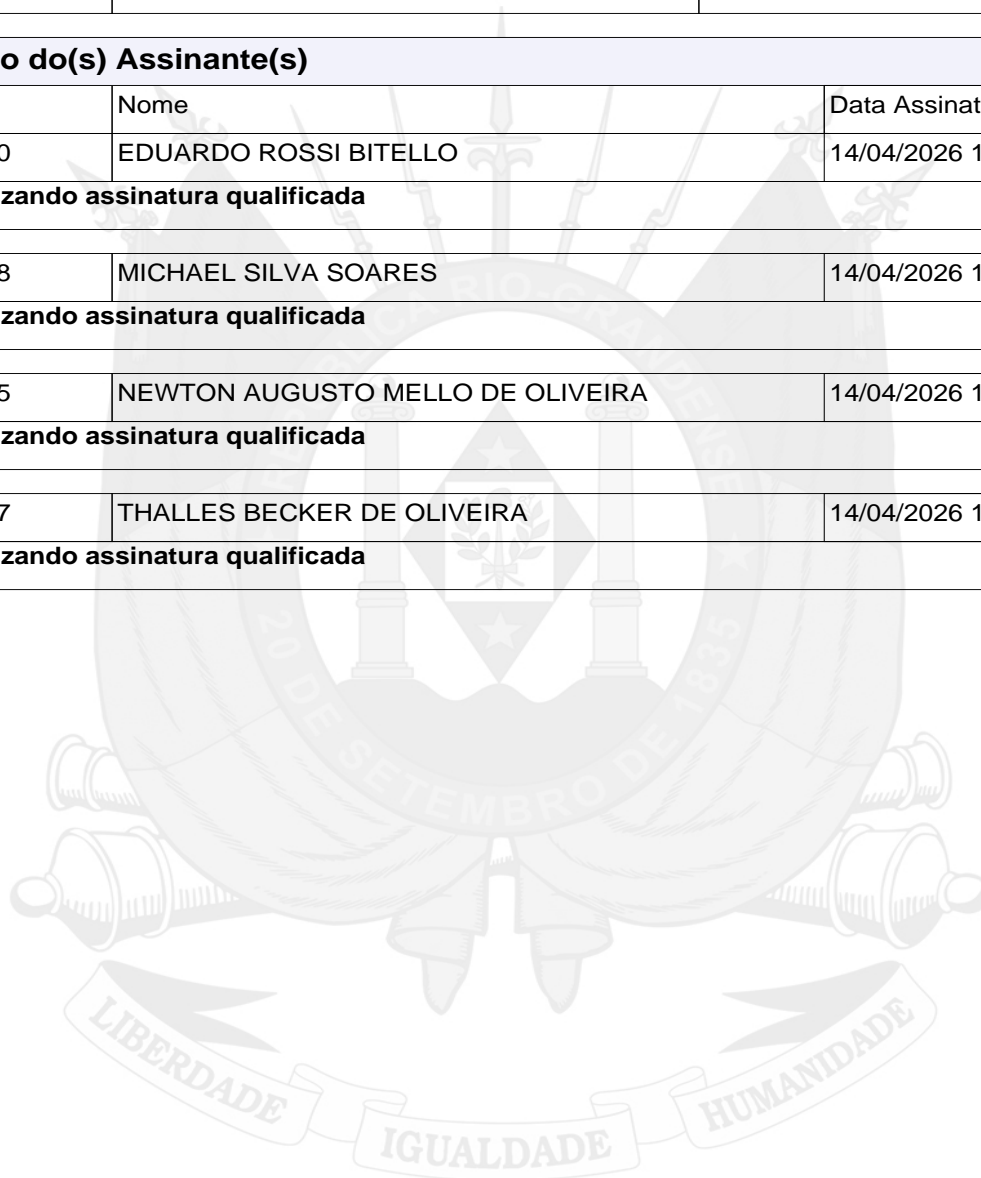 o do(s) Assinante(s)
Nome Data Assinat
0 EDUARDO ROSSI BITELLO 14/04/2026 1
zando assinatura qualificada
8 MICHAEL SILVA SOARES 14/04/2026 1
zando assinatura qualificada
5 NEWTON AUGUSTO MELLO DE OLIVEIRA 14/04/2026 1
zando assinatura qualificada
7 THALLES BECKER DE OLIVEIRA 14/04/2026 1
zando assinatura qualificada
REPÚBLICA RIO-GRANDENSE
20 DE SETEMBRO DE 1835
LIBERDADE IGUALDADE HUMANIDADE